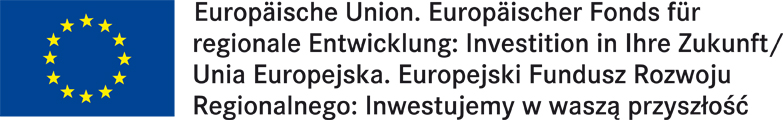 Europäische Union. Europäischer Fonds für
regionale Entwicklung: Investition in Ihre Zukunft/
Unia Europejska. Europejski Fundusz Rozwoju
Regionalnego: Inwestujemy w waszą przyszłość